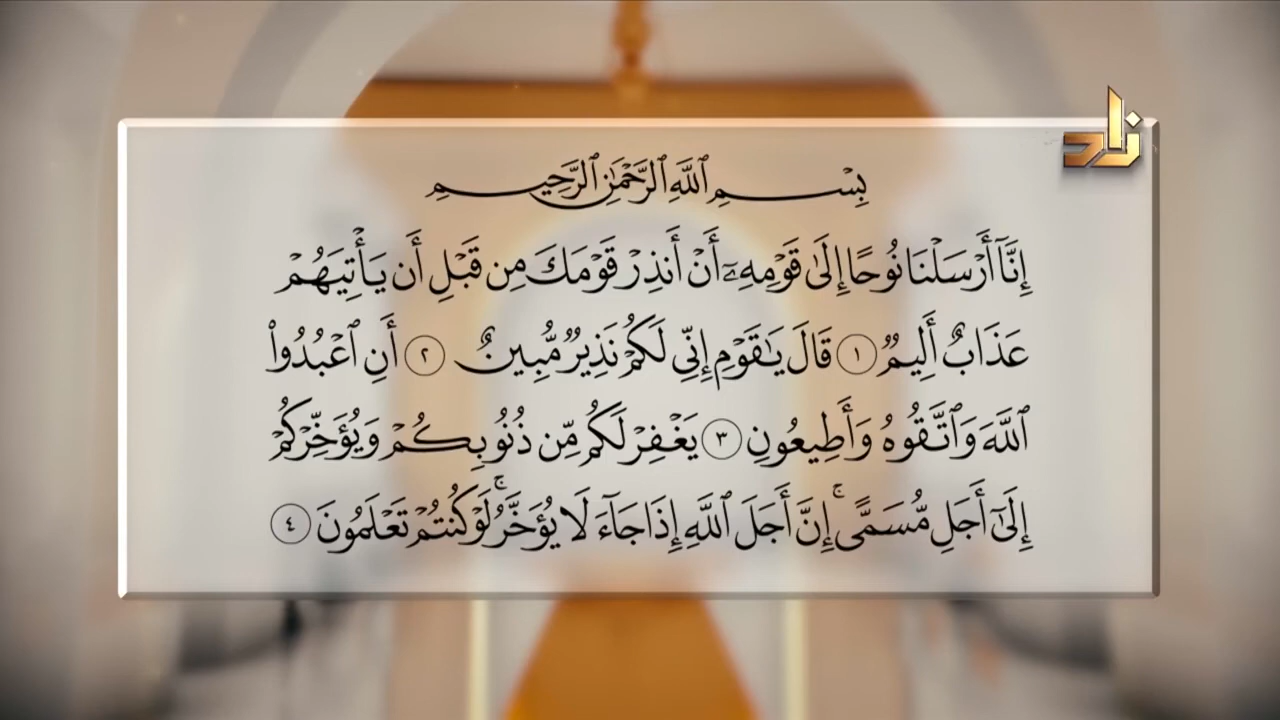 زاد
بِسْمِ ٱللَّهِ ٱلرَّحْمَٰنِ ٱلرَّحِيمِ
إِنَّآ أَرْسَلْنَا نُوحًا إِلَىٰ قَوْمِهِۦٓ أَنْ أَنذِرْ قَوْمَكَ مِن قَبْلِ أَن يَأْتِيَهُمْ
عَذَابٌ أَلِيمٌ ١ قَالَ يَٰقَوْمِ إِنِّى لَكُمْ نَذِيرٌ مُّبِينٌ ٢ أَنِ ٱعْبُدُوا۟
ٱللَّهَ وَٱتَّقُوهُ وَأَطِيعُونِ ٣ يَغْفِرْ لَكُم مِّن ذُنُوبِكُمْ وَيُؤَخِّرْكُمْ
إِلَىٰٓ أَجَلٍ مُّسَمًّى ۚ إِنَّ أَجَلَ ٱللَّهِ إِذَا جَآءَ لَا يُؤَخَّرُ ۚ لَوْ كُنتُمْ تَعْلَمُونَ ٤